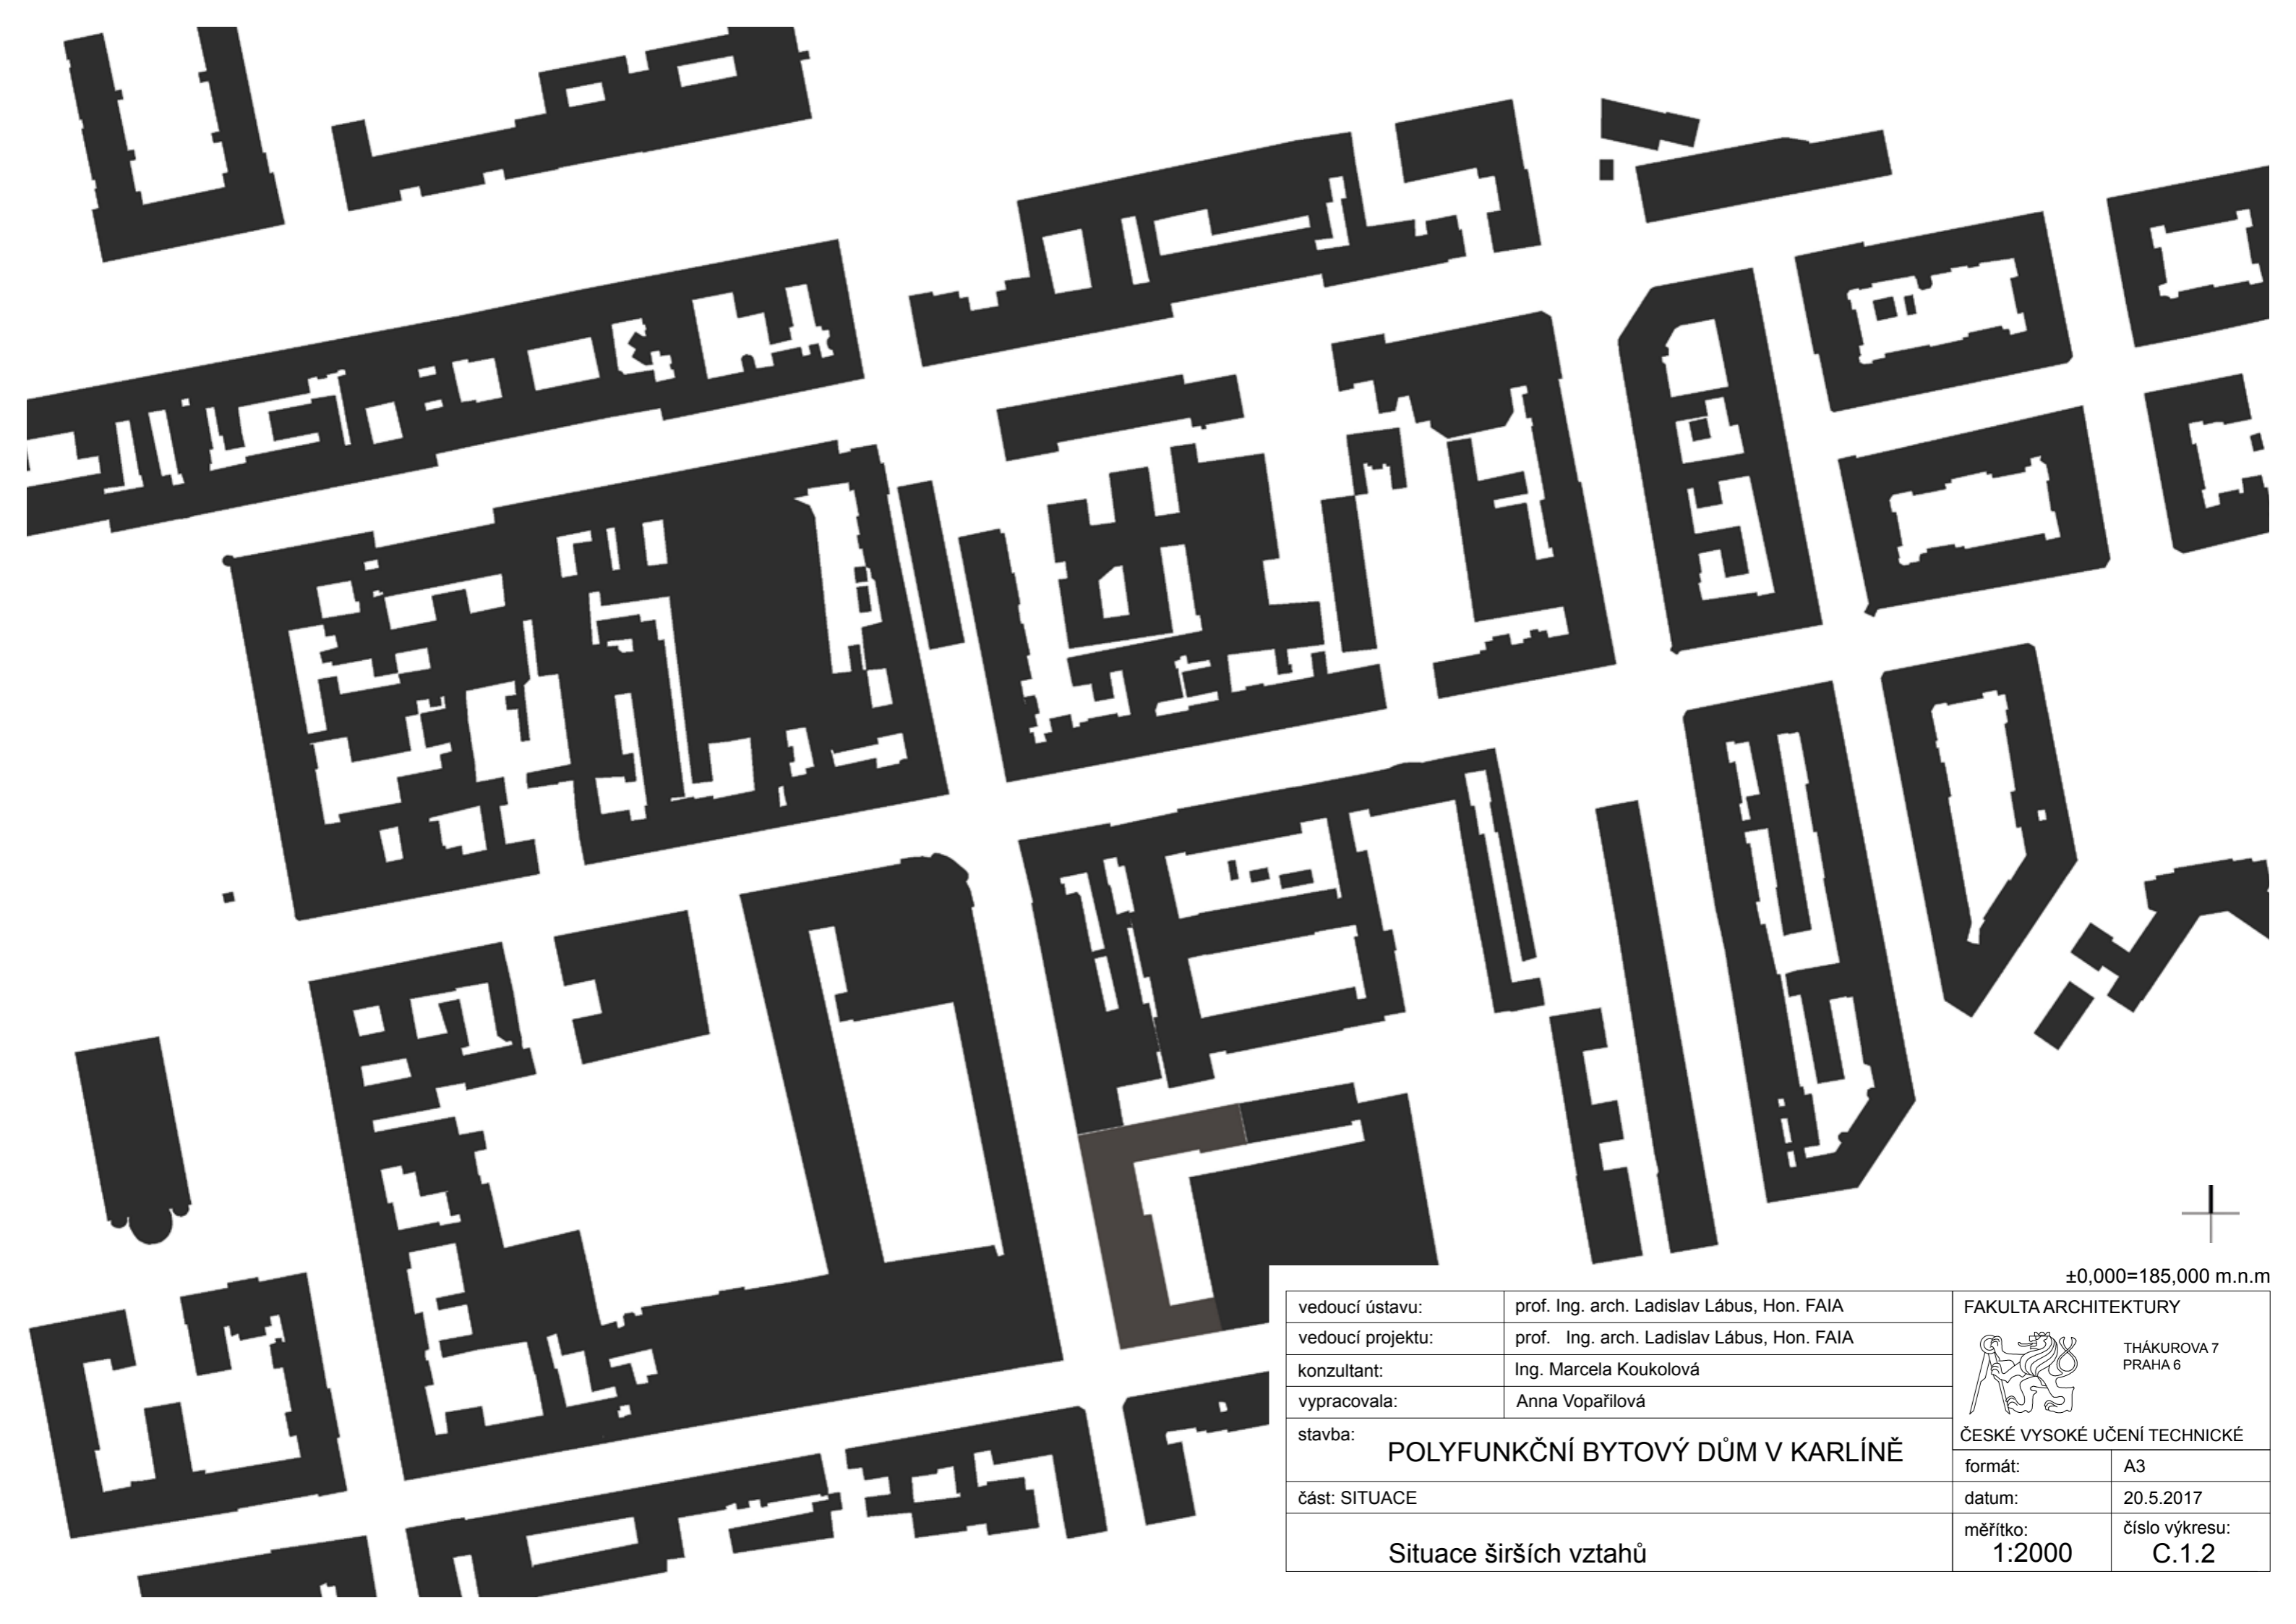 ±0,000=185,000 m.n.m
vedoucí ústavu: prof. Ing. arch. Ladislav Lábus, Hon. FAIA
vedoucí projektu: prof. Ing. arch. Ladislav Lábus, Hon. FAIA
konzultant: Ing. Marcela Koukolová
vypracovala: Anna Vopařilová
stavba: POLYFUNKČNÍ BYTOVÝ DŮM V KARLÍNĚ
část: SITUACE
Situace širších vztahů
FAKULTA ARCHITEKTURY
THÁKUROVA 7
PRAHA 6
ČESKÉ VYSOKÉ UČENÍ TECHNICKÉ
formát: A3
datum: 20.5.2017
měřítko: 1:2000
číslo výkresu: C.1.2